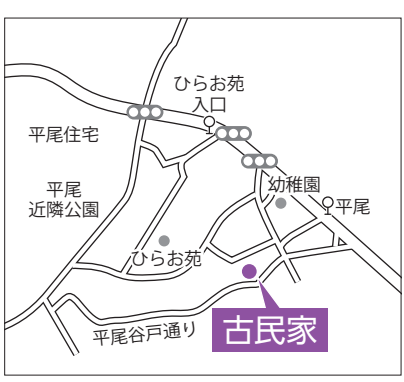 ひらお苑
入口
平尾住宅
平尾
近隣公園
幼稚園
平尾
ひらお苑
平尾谷戸通り
古民家